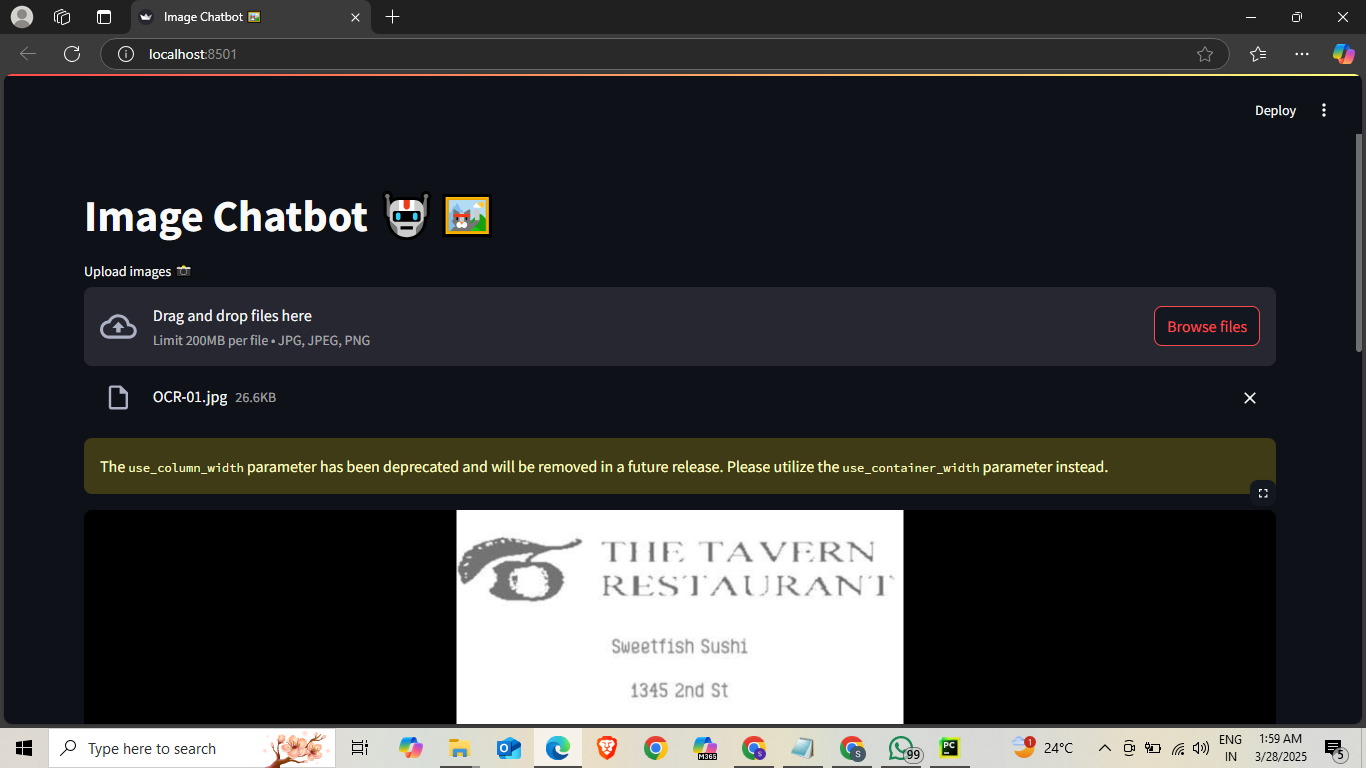 Image Chatbot
localhost:8501
Deploy
Image Chatbot
Upload images
Drag and drop files here
Limit 200MB per file • JPG, JPEG, PNG
Browse files
OCR-01.jpg 26.6KB
The use_column_width parameter has been deprecated and will be removed in a future release. Please utilize the use_container_width parameter instead.
THE TAVERN
RESTAURANT
Sweetfish Sushi
1345 2nd St
Type here to search
M365
S
S
99
PC
1
24°C
ENG
IN
1:59 AM
3/28/2025
5